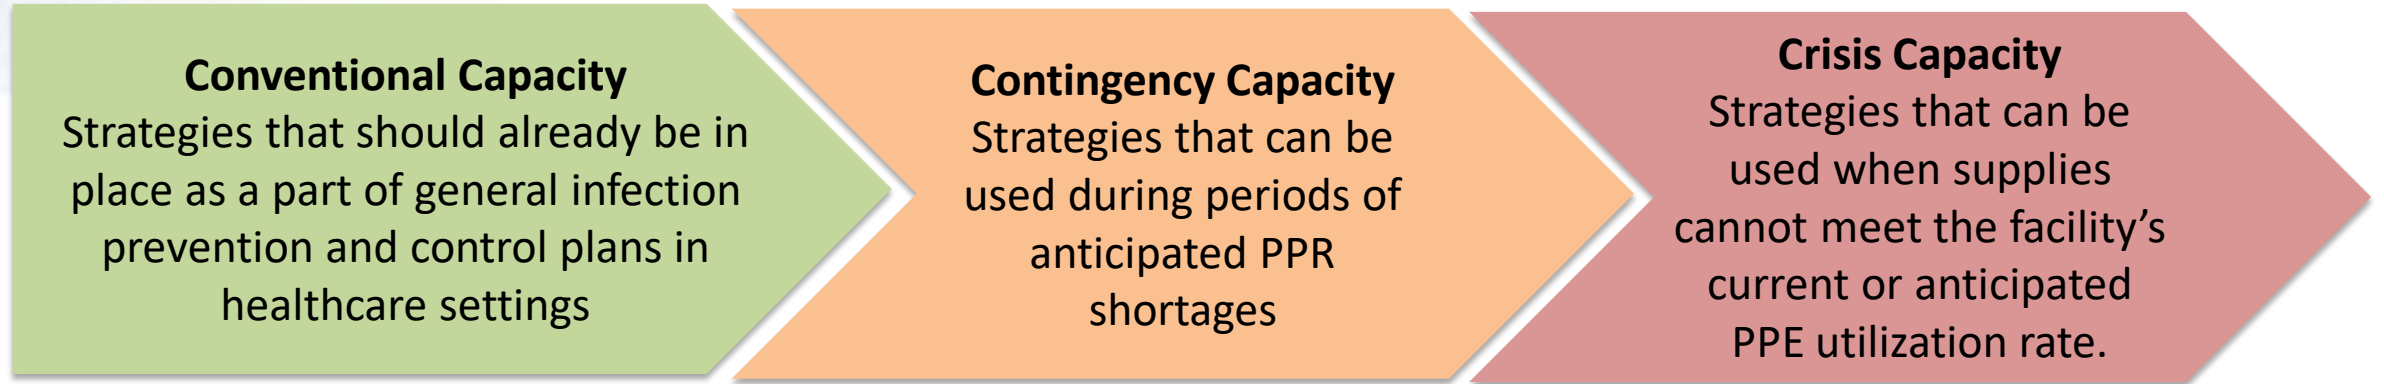 Conventional Capacity
Strategies that should already be in
place as a part of general infection
prevention and control plans in
healthcare settings
Contingency Capacity
Strategies that can be
used during periods of
anticipated PPR
shortages
Crisis Capacity
Strategies that can be
used when supplies
cannot meet the facility’s
current or anticipated
PPE utilization rate.